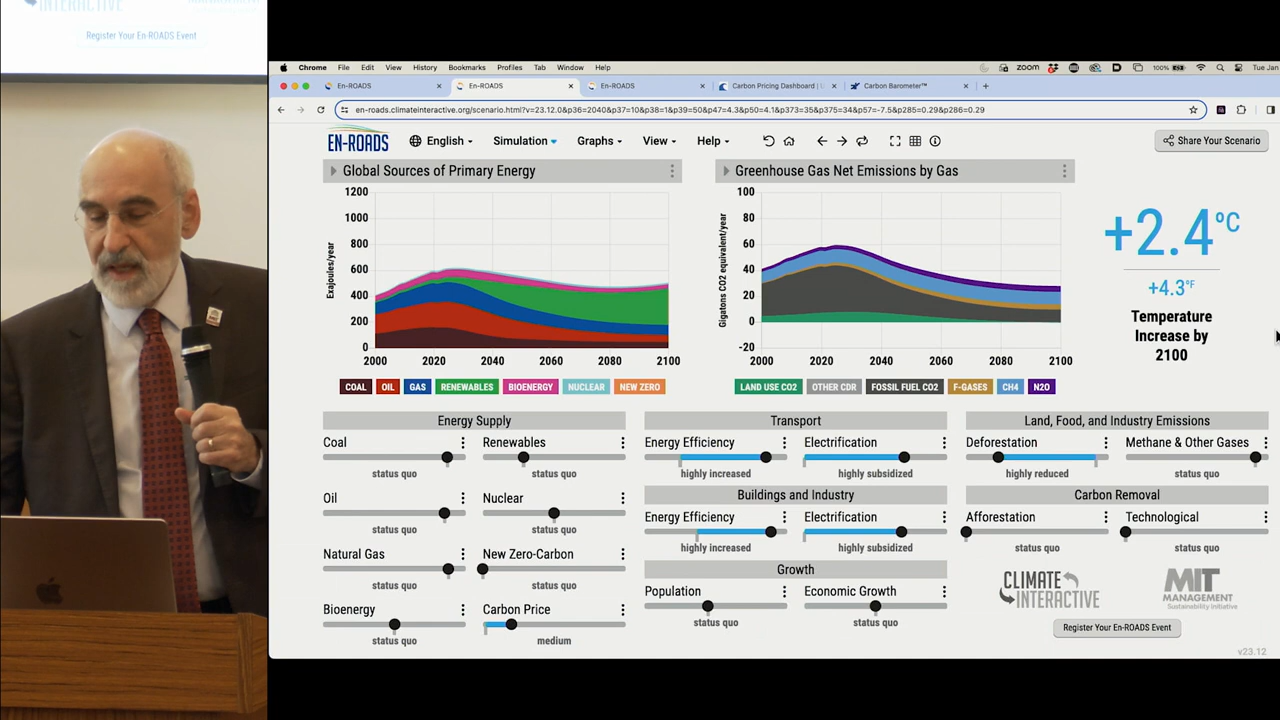 INTERACTIVE
Register Your En-ROADS Event
Chrome File Edit View History Bookmarks Profiles Tab Window Help
zoom 100% Tue Jan
En-ROADS × En-ROADS × En-ROADS × Carbon Pricing Dashboard | × Carbon Barometer™ ×
en-roads.climateinteractive.org/scenario.html?v=23.12.0&p36=2040&p37=10&p38=1&p39=50&p47=4.3&p50=4.1&p373=35&p375=34&p57=-7.5&p285=0.29&p286=0.29
EN-ROADS English Simulation Graphs View Help Share Your Scenario
Global Sources of Primary Energy
Exajoules/year
1200
1000
800
600
400
200
0
2000 2020 2040 2060 2080 2100
COAL OIL GAS RENEWABLES BIOENERGY NUCLEAR NEW ZERO
Greenhouse Gas Net Emissions by Gas
Gigatons CO2 equivalent/year
100
80
60
40
20
0
-20
2000 2020 2040 2060 2080 2100
LAND USE CO2 OTHER CDR FOSSIL FUEL CO2 F-GASES CH4 N2O
+2.4°C
+4.3°F
Temperature
Increase by
2100
Energy Supply
Coal Renewables
status quo status quo
Oil Nuclear
status quo status quo
Natural Gas New Zero-Carbon
status quo status quo
Bioenergy Carbon Price
status quo medium
Transport
Energy Efficiency Electrification
highly increased highly subsidized
Buildings and Industry
Energy Efficiency Electrification
highly increased highly subsidized
Growth
Population Economic Growth
status quo status quo
Land, Food, and Industry Emissions
Deforestation Methane & Other Gases
highly reduced status quo
Carbon Removal
Afforestation Technological
status quo status quo
CLIMATE
INTERACTIVE
MIT
MANAGEMENT
Sustainability Initiative
Register Your En-ROADS Event
v23.12